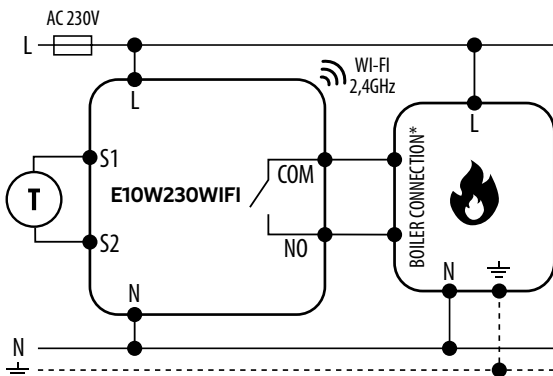 AC 230V
L
WI-FI
2,4GHz
L
L
S1
COM
T
E10W230WIFI
BOILER CONNECTION*
S2
NO
N
N
N